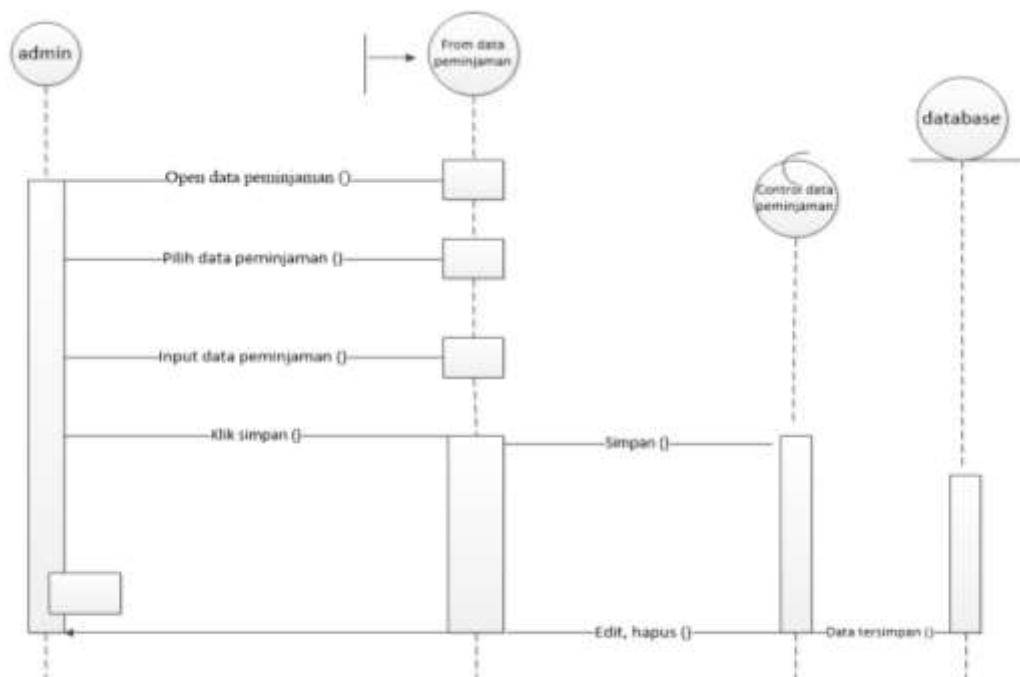 admin
From data
peminjaman
database
Control data
peminjaman
Open data peminjaman ()
Pilih data peminjaman ()
Input data peminjaman ()
Klik simpan ()
Simpan ()
Edit, hapus ()
Data tersimpan ()